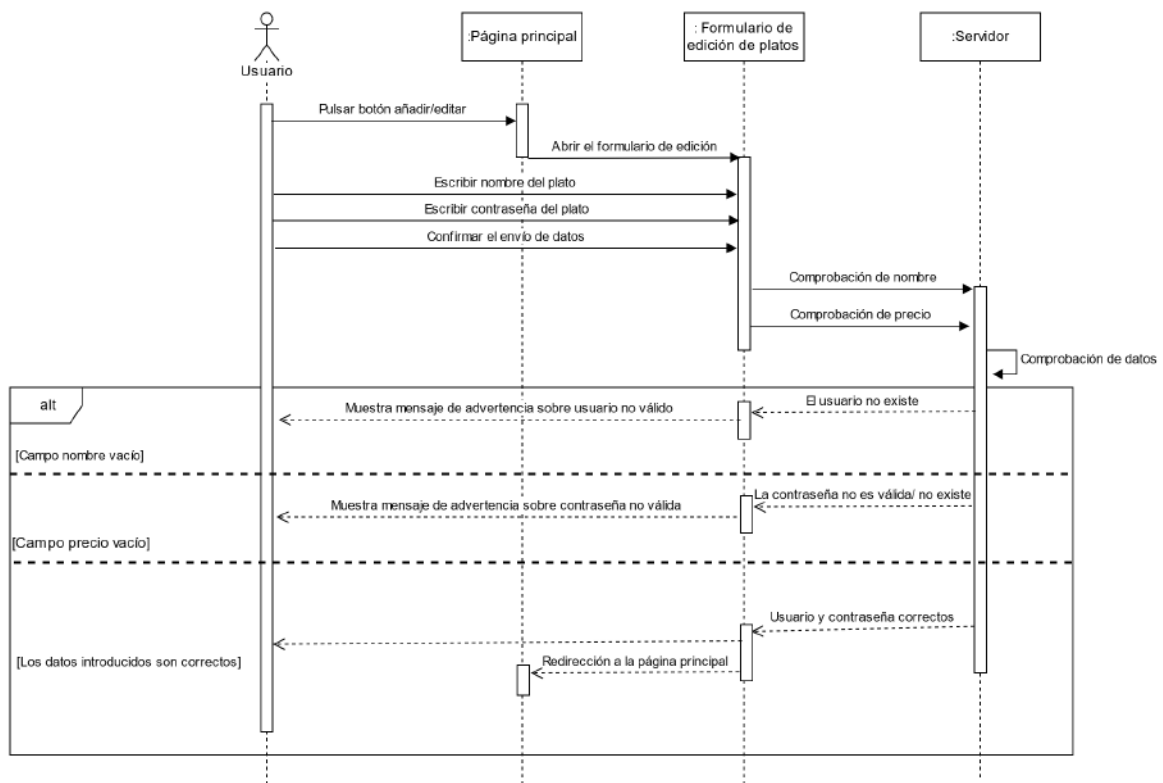 Usuario
:Página principal
: Formulario de
edición de platos
:Servidor
Pulsar botón añadir/editar
Abrir el formulario de edición
Escribir nombre del plato
Escribir contraseña del plato
Confirmar el envío de datos
Comprobación de nombre
Comprobación de precio
Comprobación de datos
alt
El usuario no existe
Muestra mensaje de advertencia sobre usuario no válido
[Campo nombre vacío]
La contraseña no es válida/ no existe
Muestra mensaje de advertencia sobre contraseña no válida
[Campo precio vacío]
Usuario y contraseña correctos
[Los datos introducidos son correctos]
Redirección a la página principal